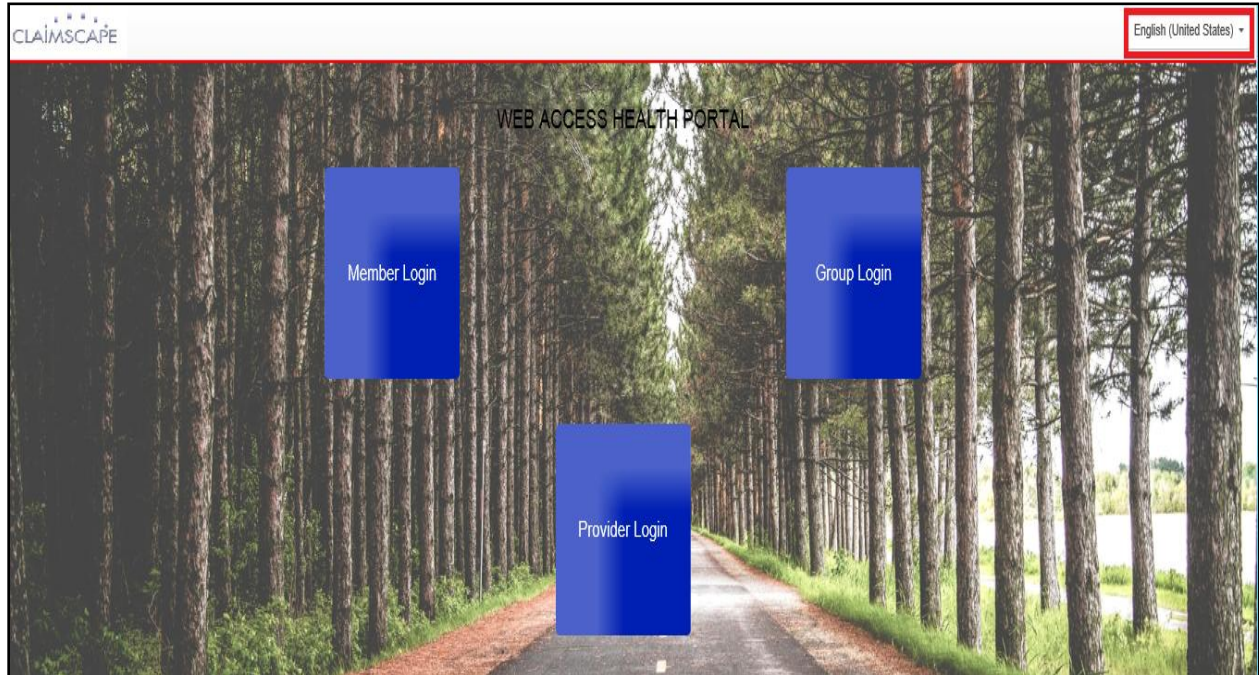 CLAIMSCAPE
English (United States)
WEB ACCESS HEALTH PORTAL
Member Login
Group Login
Provider Login